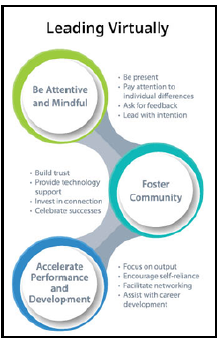 Leading Virtually
Be Attentive
and Mindful
• Be present
• Pay attention to
individual differences
• Ask for feedback
• Lead with intention
• Build trust
• Provide technology
support
• Invest in connection
• Celebrate successes
Foster
Community
Accelerate
Performance
and
Development
• Focus on output
• Encourage self-reliance
• Facilitate networking
• Assist with career
development